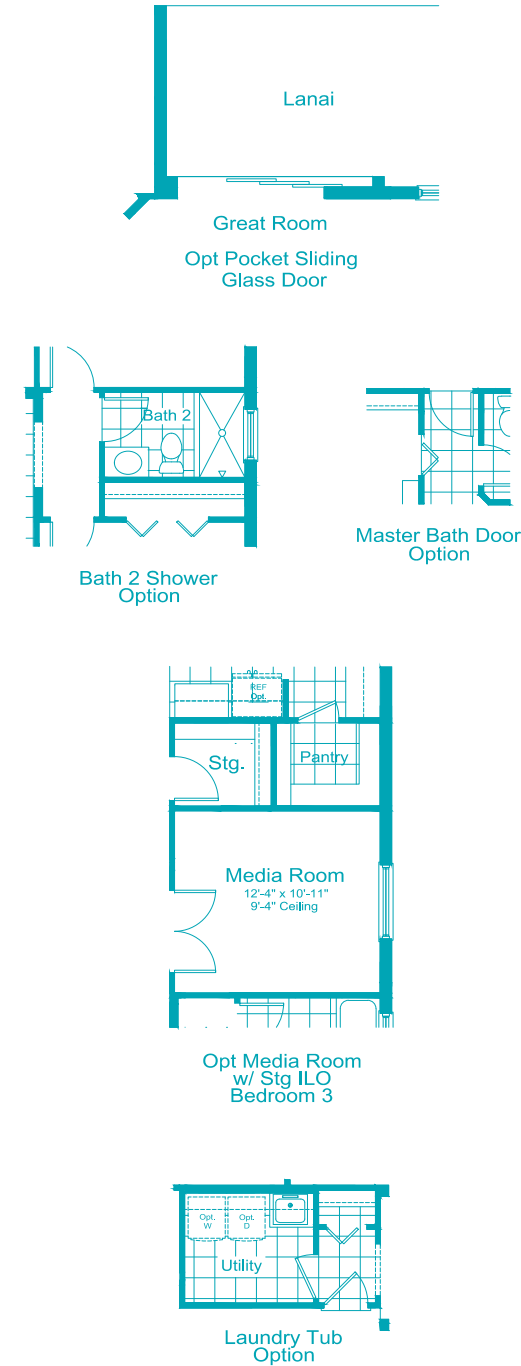 Lanai
Great Room
Opt Pocket Sliding
Glass Door
Bath 2
Bath 2 Shower
Option
Master Bath Door
Option
REF
Opt.
Stg.
Pantry
Media Room
12'-4" x 10'-11"
9'-4" Ceiling
Opt Media Room
w/ Stg ILO
Bedroom 3
Opt.
W
Opt.
D
Utility
Laundry Tub
Option